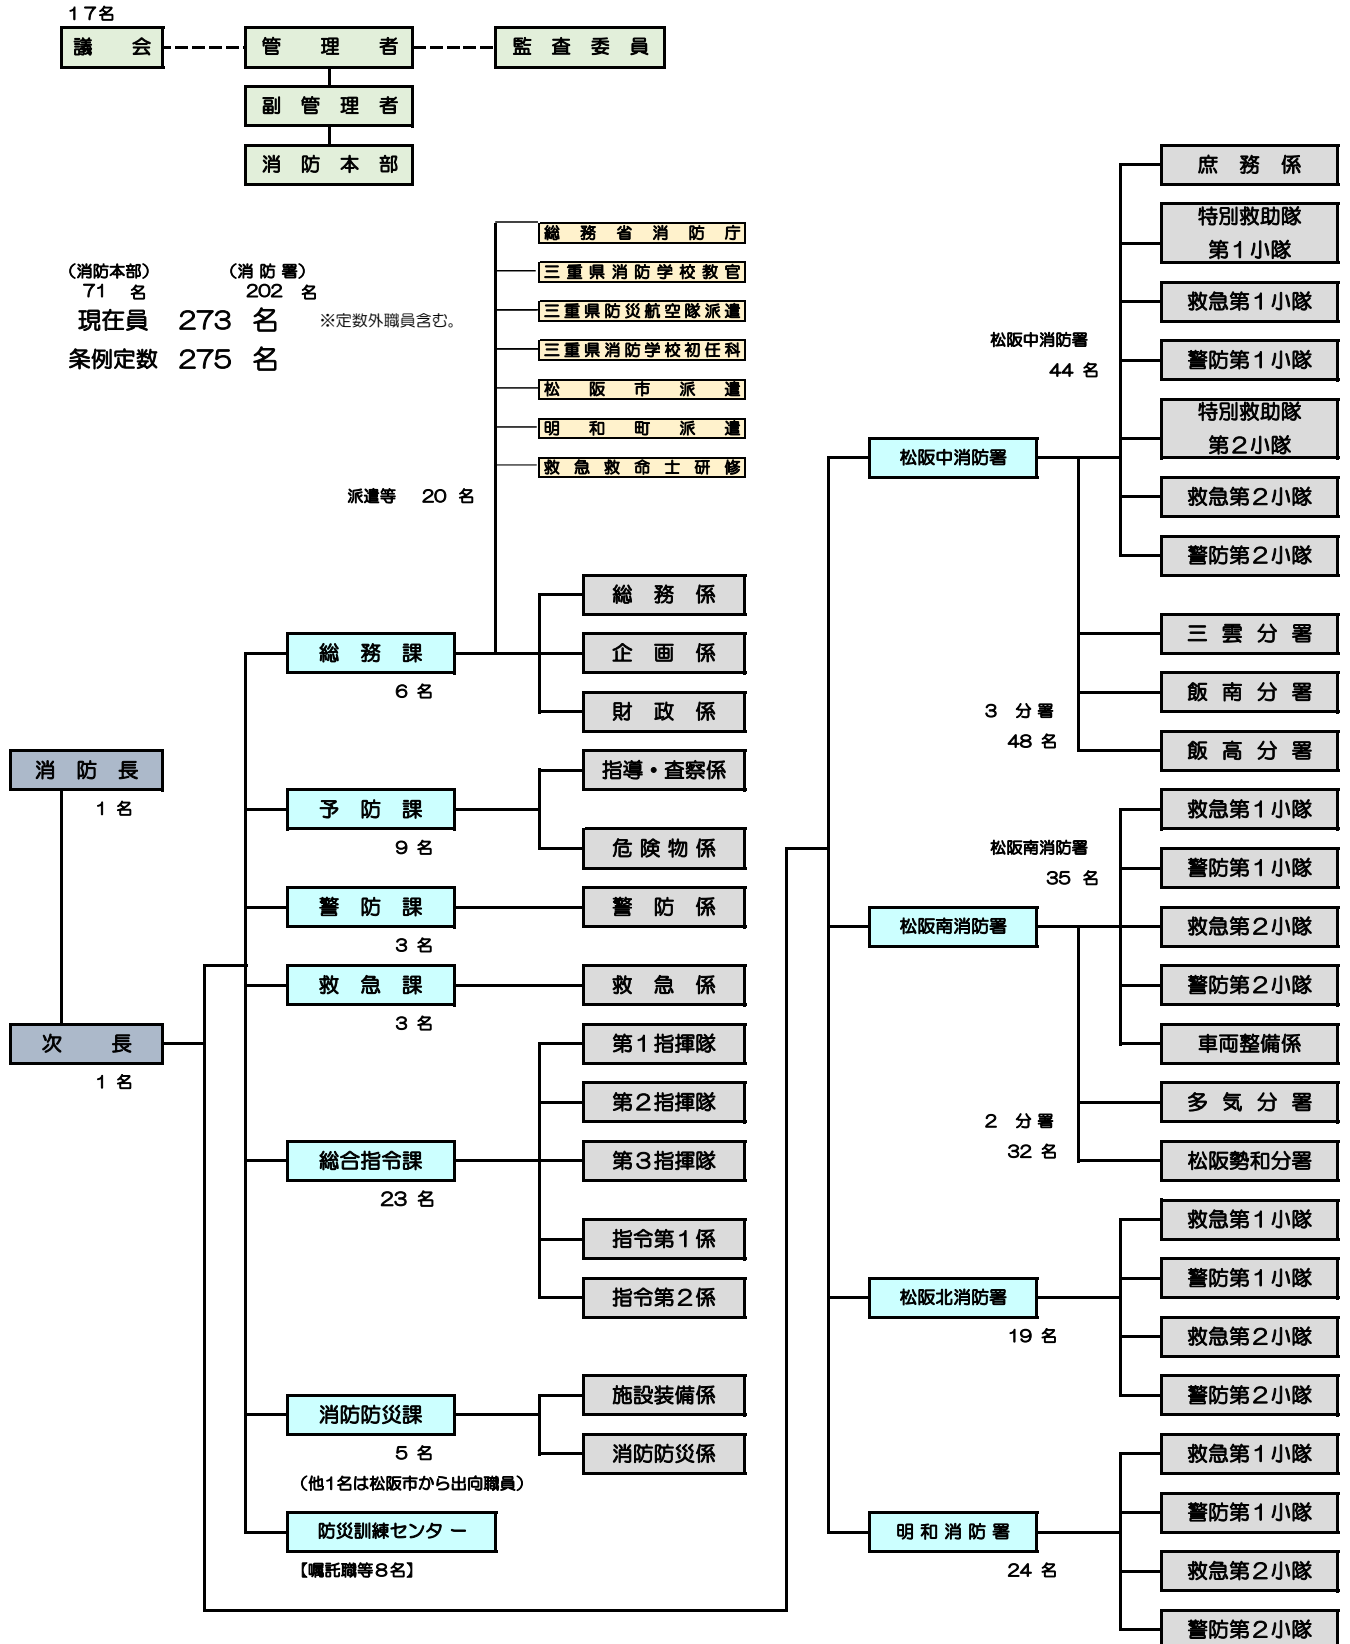 17名
議会
管理者
監査委員
副管理者
消防本部
（消防本部）
（消防署）
71 名
202 名
現在員 273 名
※定数外職員含む。
条例定数 275 名
総務省消防庁
三重県消防学校教官
三重県防災航空隊派遣
三重県消防学校初任科
松阪市派遣
明和町派遣
救急救命士研修
派遣等 20 名
消防長
1 名
次長
1 名
総務課
6 名
総務係
企画係
財政係
予防課
9 名
指導・査察係
危険物係
警防課
3 名
警防係
救急課
3 名
救急係
総合指令課
23 名
第1指揮隊
第2指揮隊
第3指揮隊
指令第1係
指令第2係
消防防災課
5 名
（他1名は松阪市から出向職員）
施設装備係
消防防災係
防災訓練センター
【嘱託職等8名】
松阪中消防署
松阪中消防署
44 名
庶務係
特別救助隊
第1小隊
救急第1小隊
警防第1小隊
特別救助隊
第2小隊
救急第2小隊
警防第2小隊
3 分署
48 名
三雲分署
飯南分署
飯高分署
松阪南消防署
35 名
松阪南消防署
救急第1小隊
警防第1小隊
救急第2小隊
警防第2小隊
車両整備係
2 分署
32 名
多気分署
松阪勢和分署
松阪北消防署
19 名
救急第1小隊
警防第1小隊
救急第2小隊
警防第2小隊
明和消防署
24 名
救急第1小隊
警防第1小隊
救急第2小隊
警防第2小隊